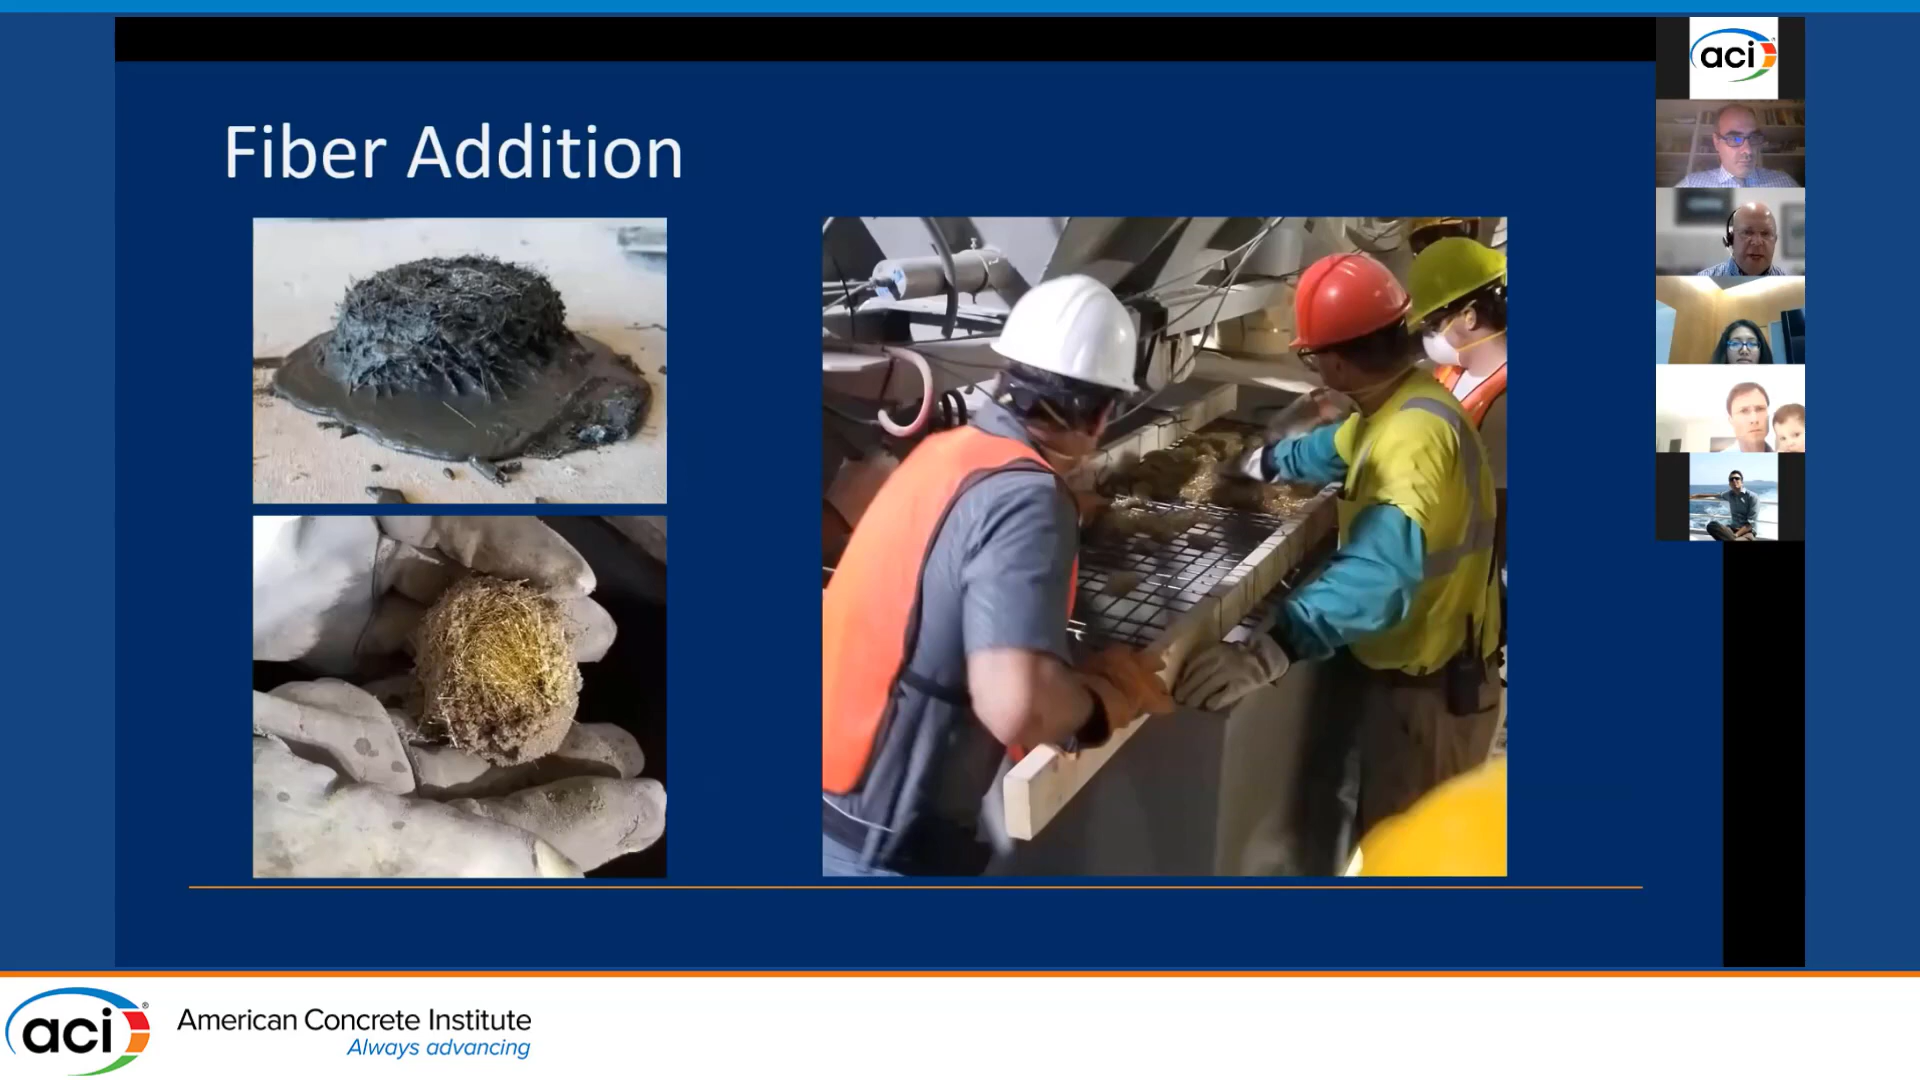 aci
Fiber Addition
aci
American Concrete Institute
Always advancing